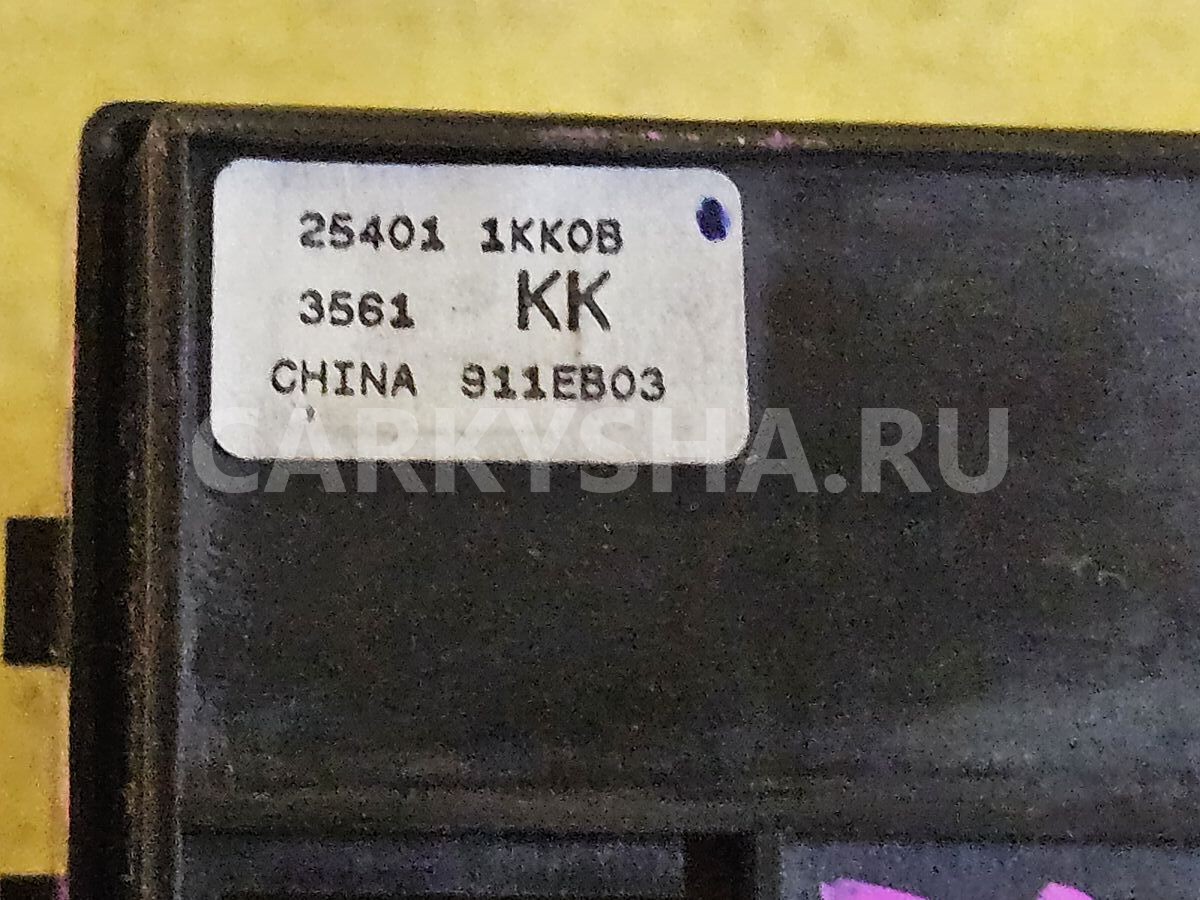 25401 1KK0B
3561 KK
CHINA 911EB03
CARKYSHA.RU